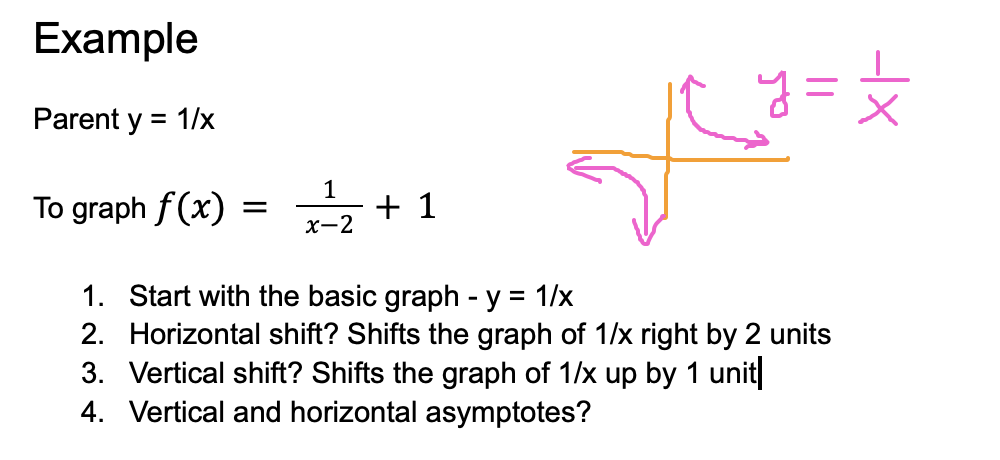 Example
y = 1/x
Parent y = 1/x
To graph f(x) = 1/(x−2) + 1
1. Start with the basic graph - y = 1/x
2. Horizontal shift? Shifts the graph of 1/x right by 2 units
3. Vertical shift? Shifts the graph of 1/x up by 1 unit
4. Vertical and horizontal asymptotes?